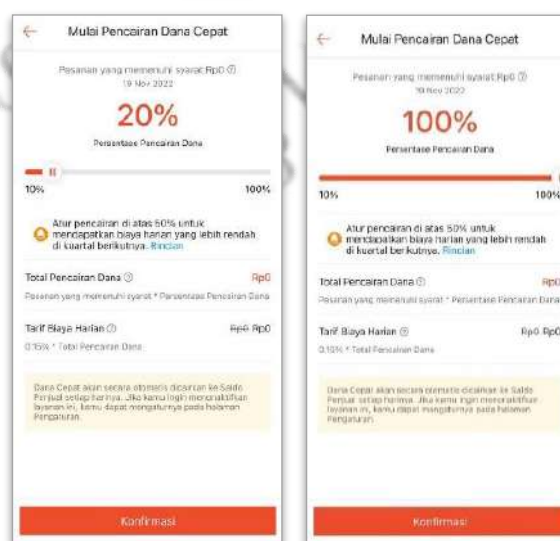 Mulai Pencairan Dana Cepat
Pesanan yang memenuhi syarat Rp0
19 Nov 2022
20%
Persentase Pencairan Dana
10%
100%
Atur pencairan di atas 50% untuk
mendapatkan biaya harian yang lebih rendah
di kuartal berikutnya. Rincian
Total Pencairan Dana
Rp0
Pesanan yang memenuhi syarat * Persentase Pencairan Dana
Tarif Biaya Harian
Rp0 Rp0
0.15% * Total Pencairan Dana
Dana Cepat akan secara otomatis dicairkan ke Saldo
Penjual setiap harinya. Jika kamu ingin menonaktifkan
layanan ini, kamu dapat mengaturnya pada halaman
Pengaturan.
Konfirmasi
Mulai Pencairan Dana Cepat
Pesanan yang memenuhi syarat Rp0
19 Nov 2022
100%
Persentase Pencairan Dana
10%
100%
Atur pencairan di atas 50% untuk
mendapatkan biaya harian yang lebih rendah
di kuartal berikutnya. Rincian
Total Pencairan Dana
Rp0
Pesanan yang memenuhi syarat * Persentase Pencairan Dana
Tarif Biaya Harian
Rp0 Rp0
0.15% * Total Pencairan Dana
Dana Cepat akan secara otomatis dicairkan ke Saldo
Penjual setiap harinya. Jika kamu ingin menonaktifkan
layanan ini, kamu dapat mengaturnya pada halaman
Pengaturan.
Konfirmasi